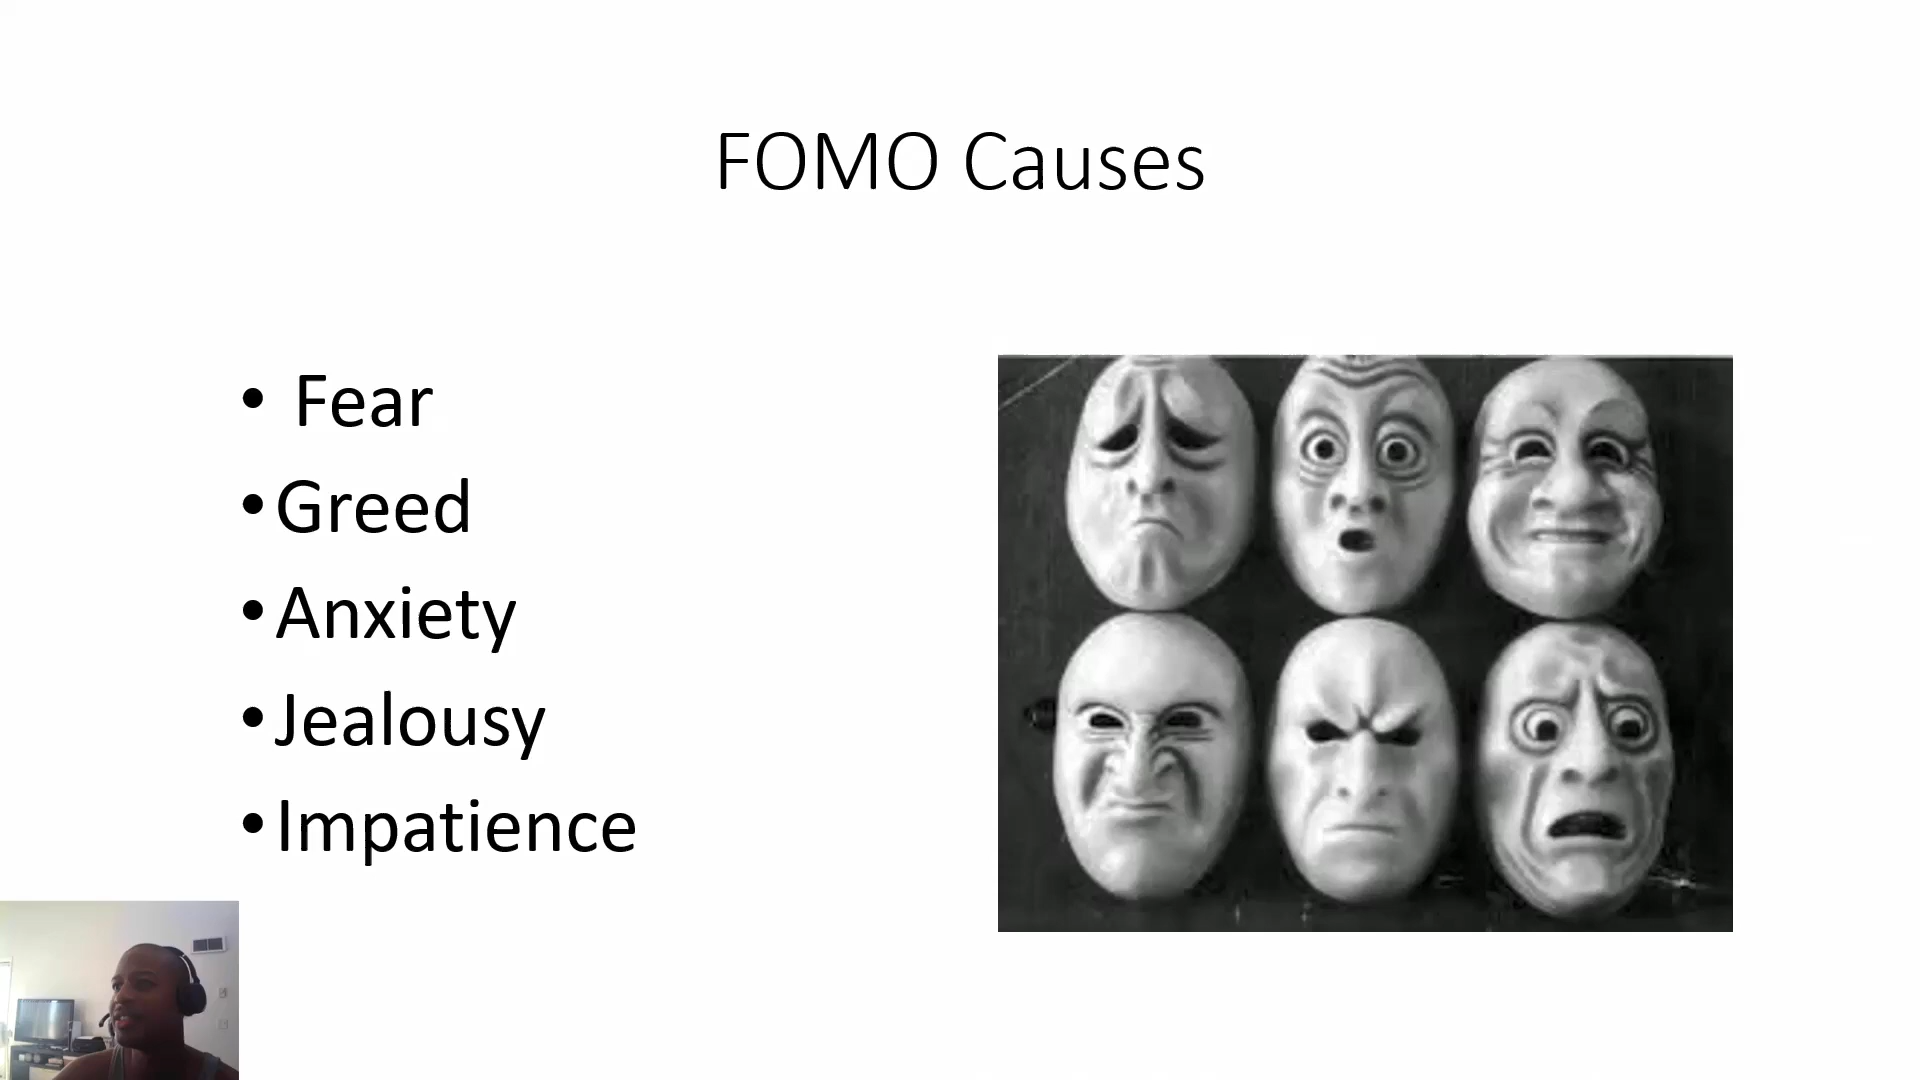 FOMO Causes
• Fear
• Greed
• Anxiety
• Jealousy
• Impatience